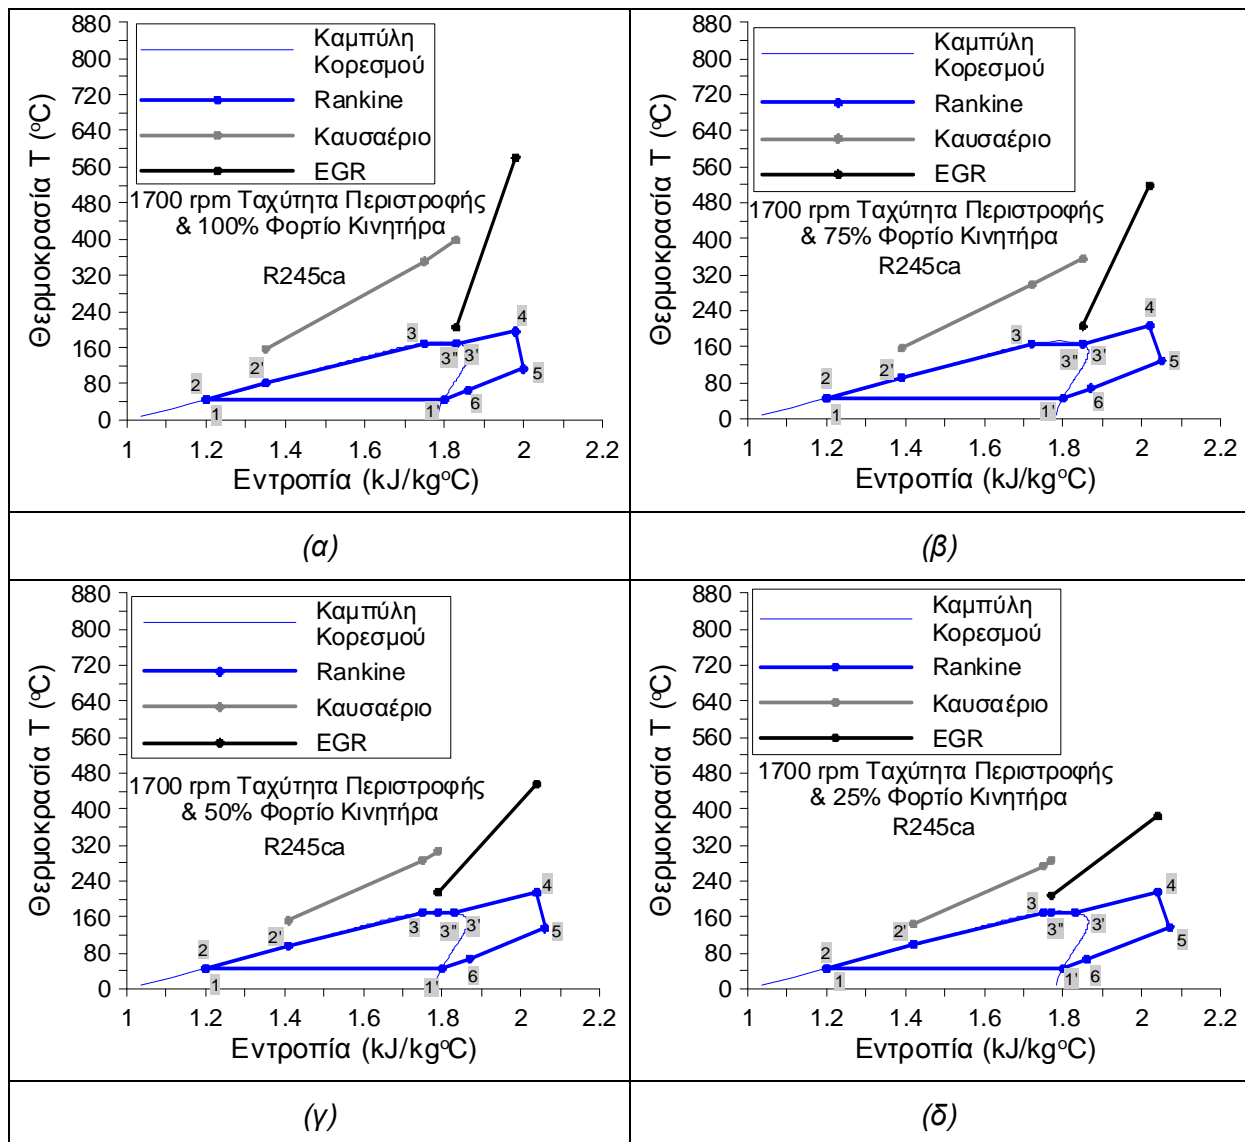 880
800
720
640
560
480
400
320
240
160
80
0
Θερμοκρασία T (°C)
Καμπύλη
Κορεσμού
Rankine
Καυσαέριο
EGR
1700 rpm Ταχύτητα Περιστροφής
& 100% Φορτίο Κινητήρα
R245ca
2
1
2'
3
3''
3'
4
5
6
1'
1 1.2 1.4 1.6 1.8 2 2.2
Εντροπία (kJ/kg°C)
(α)
880
800
720
640
560
480
400
320
240
160
80
0
Θερμοκρασία T (°C)
Καμπύλη
Κορεσμού
Rankine
Καυσαέριο
EGR
1700 rpm Ταχύτητα Περιστροφής
& 75% Φορτίο Κινητήρα
R245ca
2
1
2'
3
3''
3'
4
5
6
1'
1 1.2 1.4 1.6 1.8 2 2.2
Εντροπία (kJ/kg°C)
(β)
880
800
720
640
560
480
400
320
240
160
80
0
Θερμοκρασία T (°C)
Καμπύλη
Κορεσμού
Rankine
Καυσαέριο
EGR
1700 rpm Ταχύτητα Περιστροφής
& 50% Φορτίο Κινητήρα
R245ca
2
1
2'
3
3''
3'
4
5
6
1'
1 1.2 1.4 1.6 1.8 2 2.2
Εντροπία (kJ/kg°C)
(γ)
880
800
720
640
560
480
400
320
240
160
80
0
Θερμοκρασία T (°C)
Καμπύλη
Κορεσμού
Rankine
Καυσαέριο
EGR
1700 rpm Ταχύτητα Περιστροφής
& 25% Φορτίο Κινητήρα
R245ca
2
1
2'
3
3''
3'
4
5
6
1'
1 1.2 1.4 1.6 1.8 2 2.2
Εντροπία (kJ/kg°C)
(δ)